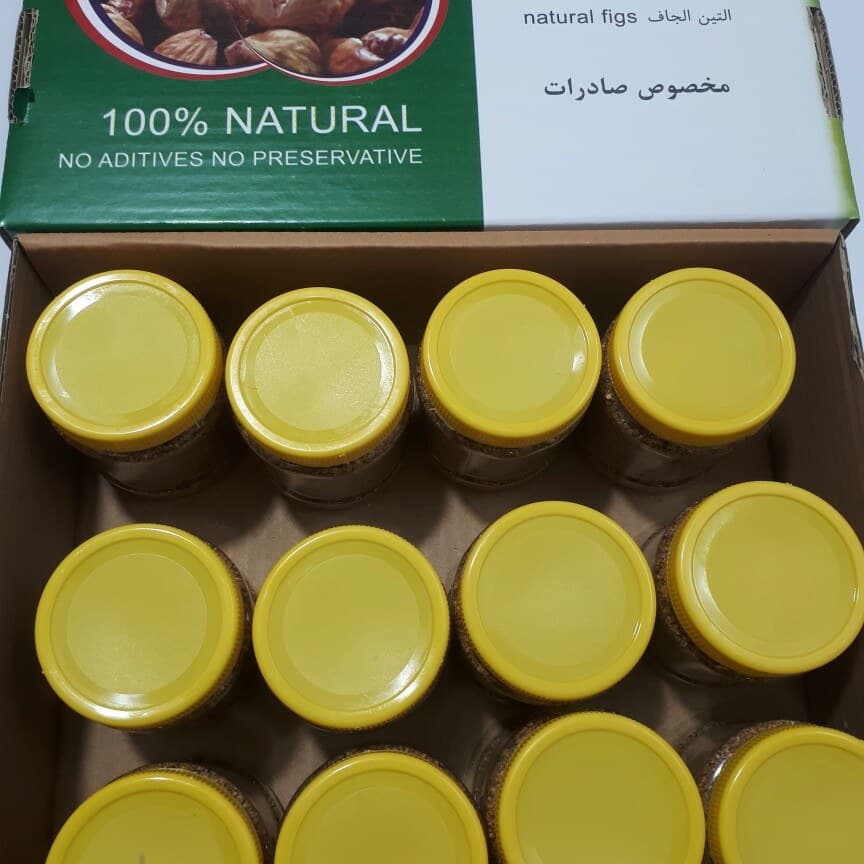 natural figs التين الجاف
مخصوص صادرات
100% NATURAL
NO ADITIVES NO PRESERVATIVE